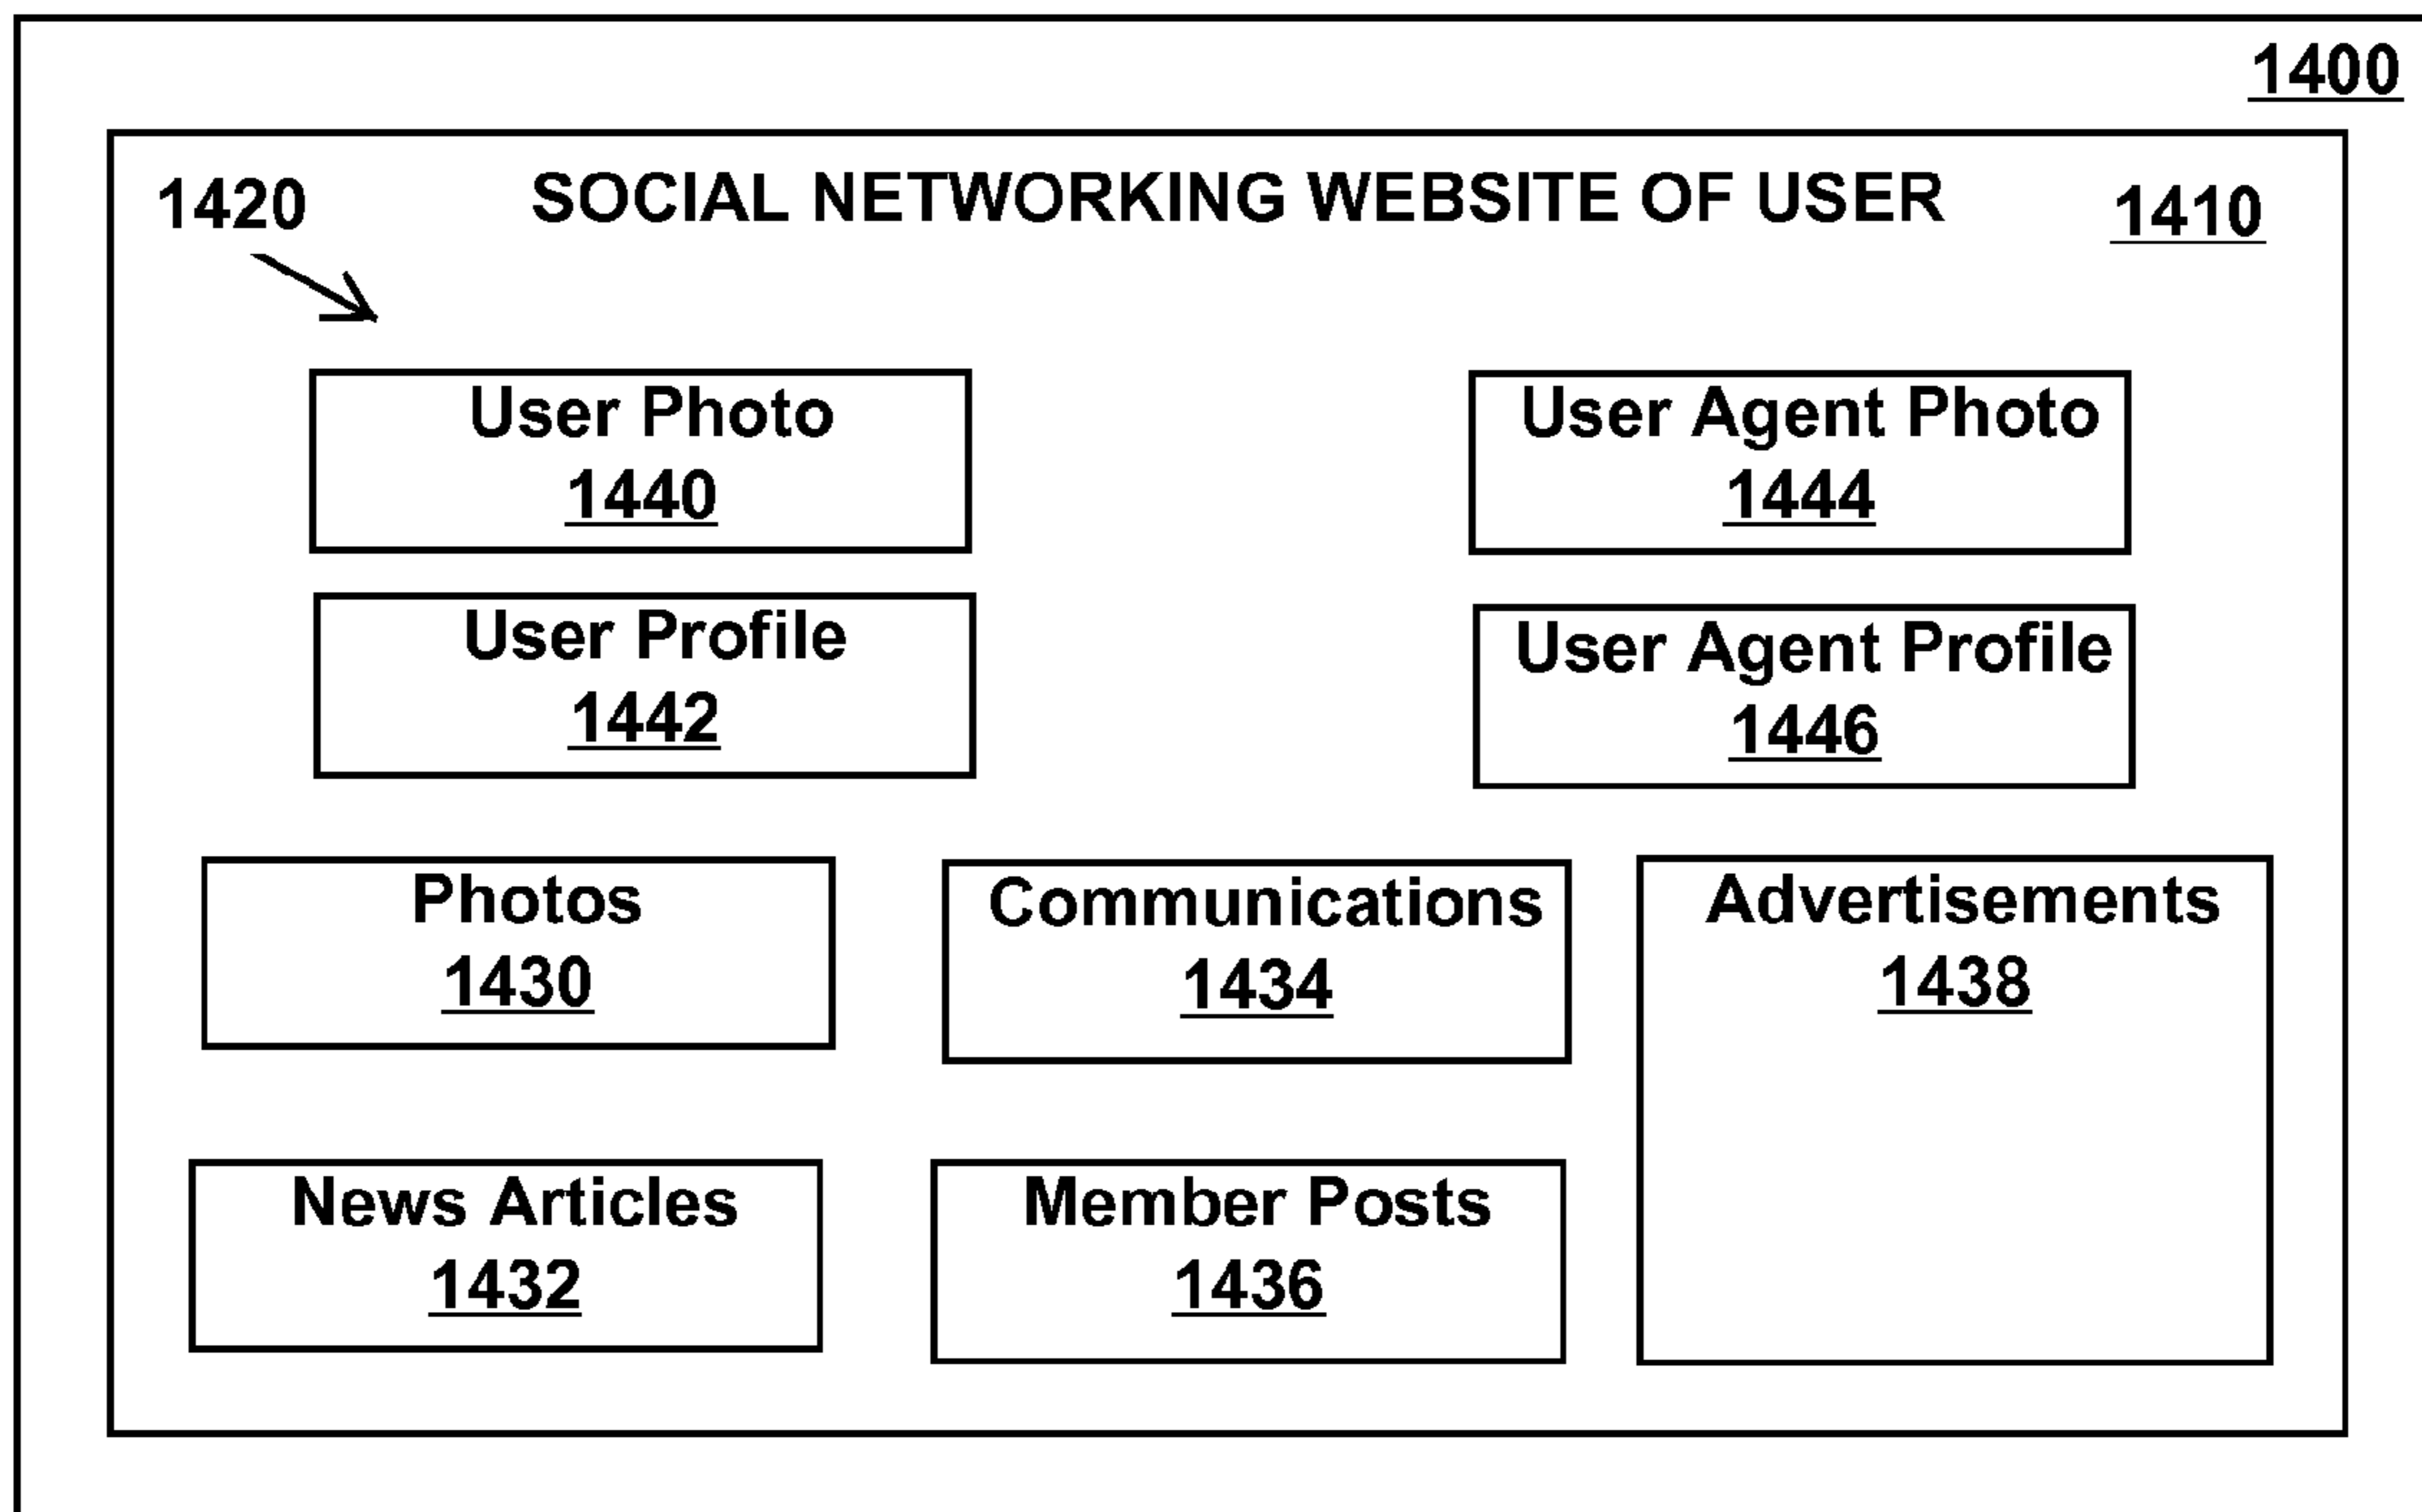 1400
1420
SOCIAL NETWORKING WEBSITE OF USER
1410
User Photo
1440
User Agent Photo
1444
User Profile
1442
User Agent Profile
1446
Photos
1430
Communications
1434
Advertisements
1438
News Articles
1432
Member Posts
1436